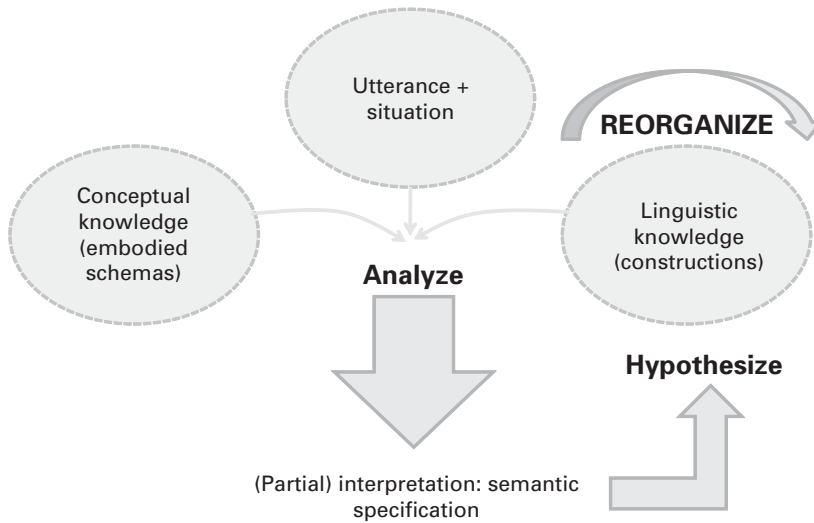 Utterance +
situation
REORGANIZE
Conceptual
knowledge
(embodied
schemas)
Linguistic
knowledge
(constructions)
Analyze
Hypothesize
(Partial) interpretation: semantic
specification